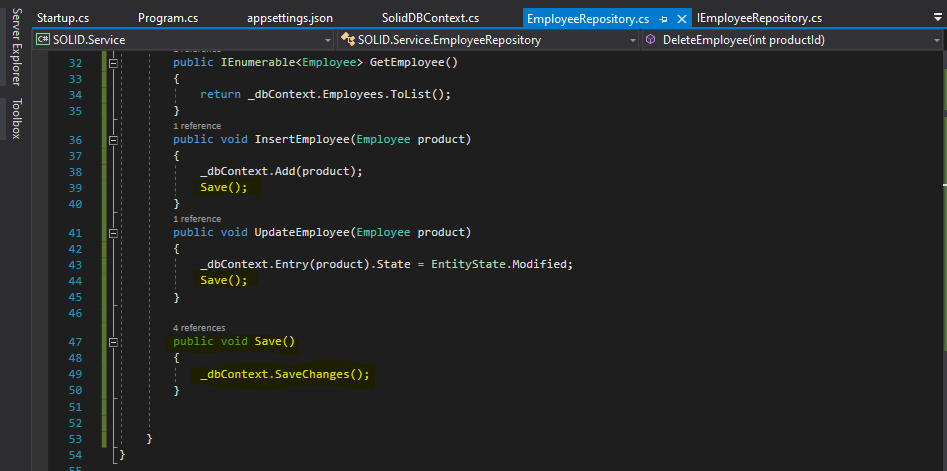 Server Explorer
Toolbox
Startup.cs Program.cs appsettings.json SolidDBContext.cs EmployeeRepository.cs IEmployeeRepository.cs
C# SOLID.Service SOLID.Service.EmployeeRepository DeleteEmployee(int productId)
32 public IEnumerable<Employee> GetEmployee()
33 {
34 return _dbContext.Employees.ToList();
35 }
1 reference
36 public void InsertEmployee(Employee product)
37 {
38 _dbContext.Add(product);
39 Save();
40 }
1 reference
41 public void UpdateEmployee(Employee product)
42 {
43 _dbContext.Entry(product).State = EntityState.Modified;
44 Save();
45 }
46
4 references
47 public void Save()
48 {
49 _dbContext.SaveChanges();
50 }
51
52
53 }
54 }
55